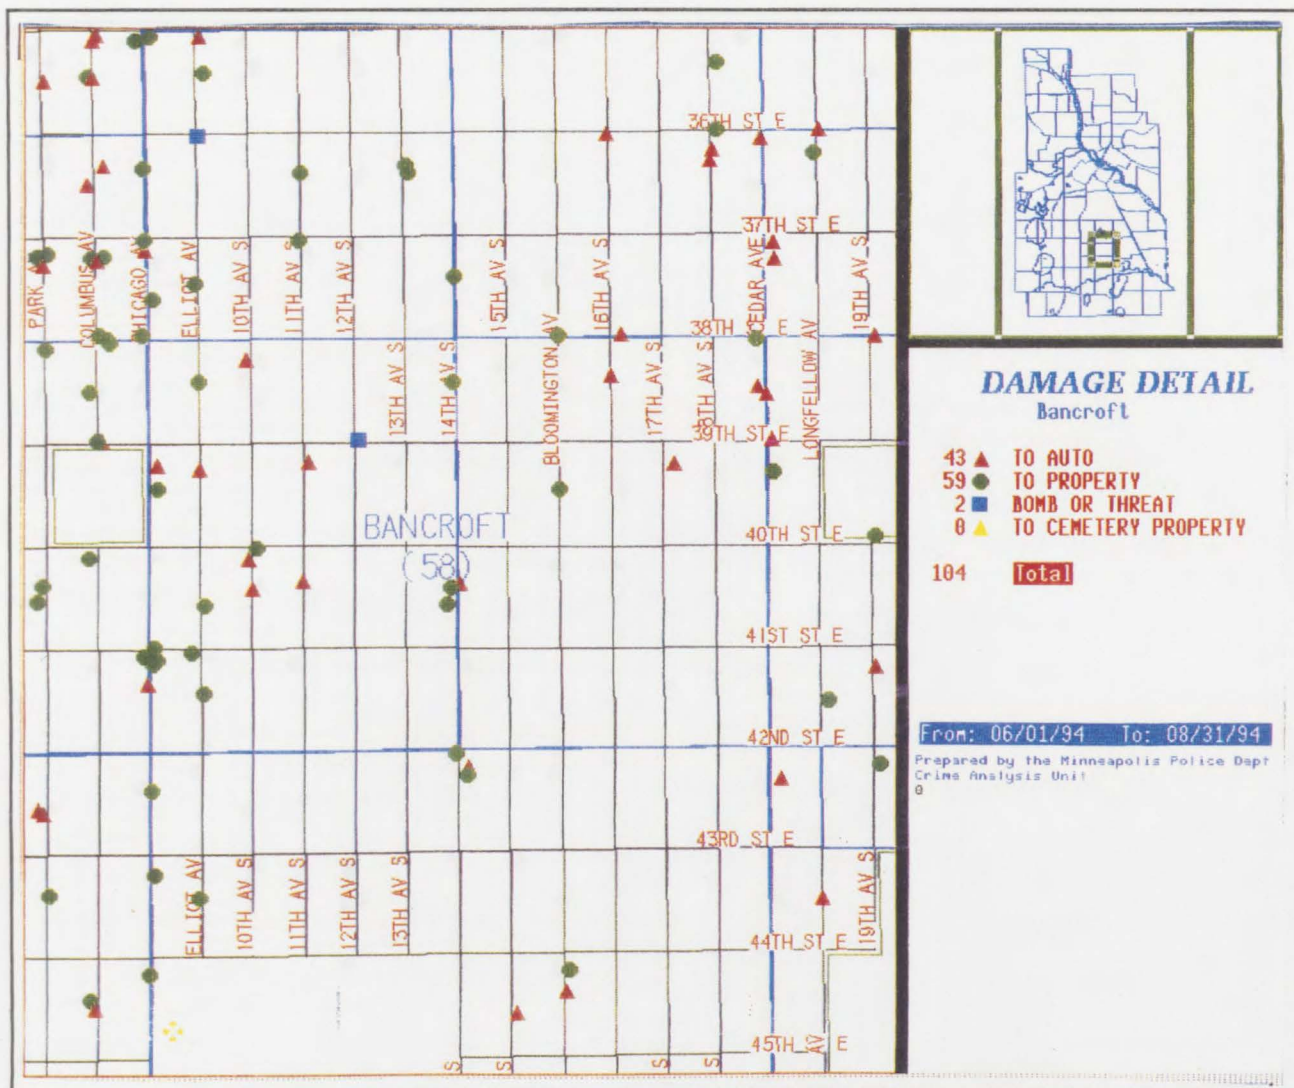 36TH ST E
37TH ST E
PARK A
COLUMBUS AV
CHICAGO AV
ELLIOT AV
10TH AV S
11TH AV S
12TH AV S
15TH AV S
16TH AV S
CEDAR AVE
19TH AV S
38TH E
13TH AV S
14TH AV S
BLOOMINGTON AV
17TH AV S
18TH AV S
LONGFELLOW AV
39TH ST E
BANCROFT
(58)
40TH ST E
41ST ST E
42ND ST E
43RD ST E
ELLIOT AV
10TH AV S
11TH AV S
12TH AV S
13TH AV S
19TH AV S
44TH ST E
45TH E
S
S
S
S
AV
DAMAGE DETAIL
Bancroft
43 TO AUTO
59 TO PROPERTY
2 BOMB OR THREAT
0 TO CEMETERY PROPERTY
104 Total
From: 06/01/94 To: 08/31/94
Prepared by the Minneapolis Police Dept
Crime Analysis Unit
0